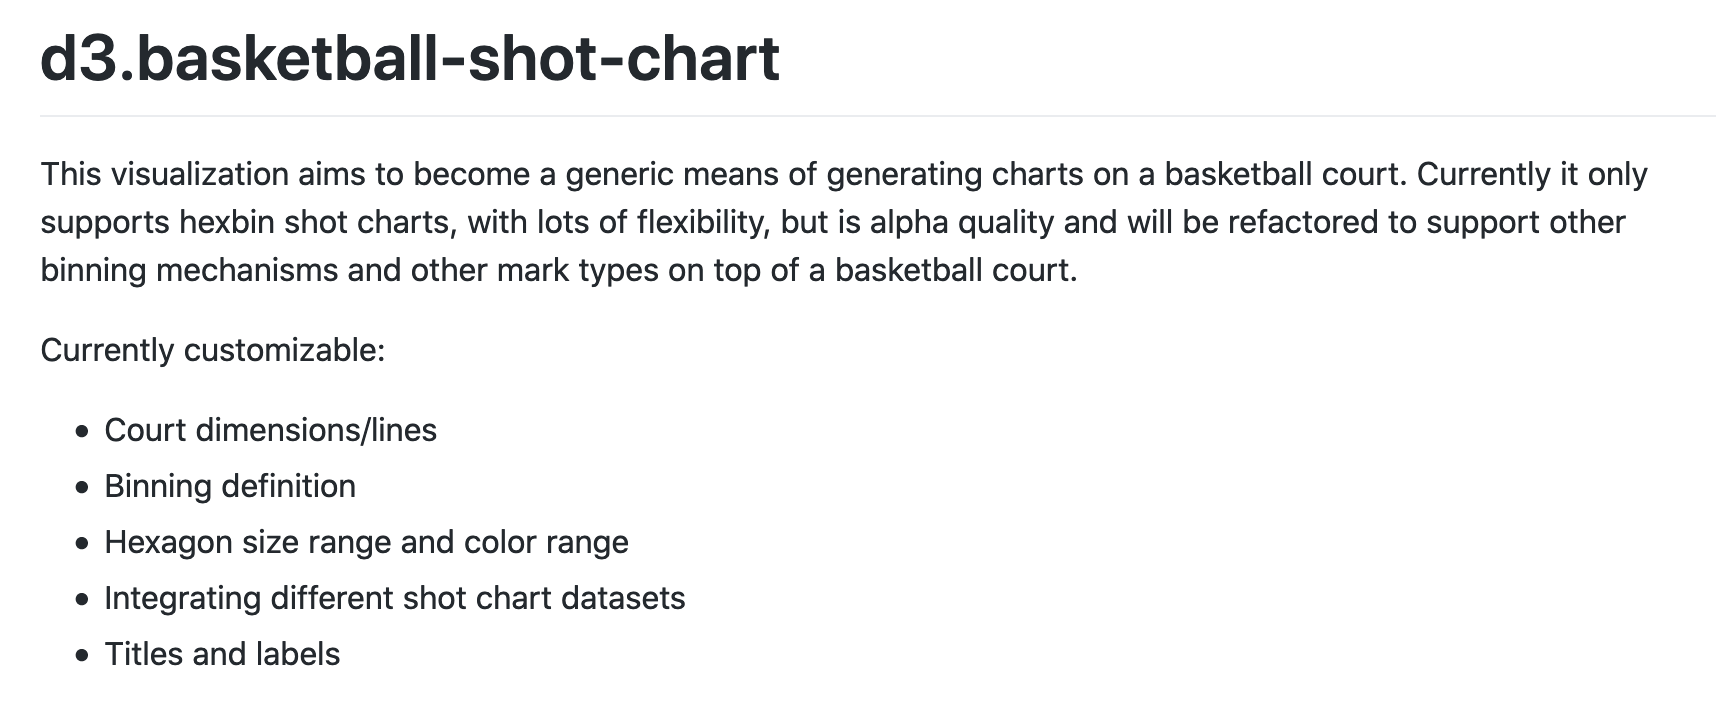 d3.basketball-shot-chart
This visualization aims to become a generic means of generating charts on a basketball court. Currently it only
supports hexbin shot charts, with lots of flexibility, but is alpha quality and will be refactored to support other
binning mechanisms and other mark types on top of a basketball court.
Currently customizable:
• Court dimensions/lines
• Binning definition
• Hexagon size range and color range
• Integrating different shot chart datasets
• Titles and labels